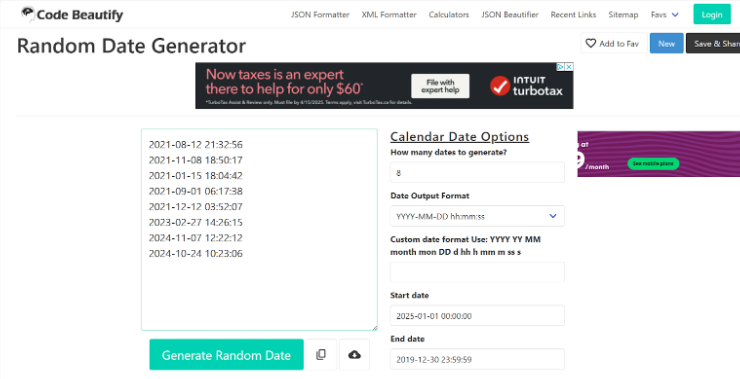 Code Beautify
JSON Formatter XML Formatter Calculators JSON Beautifier Recent Links Sitemap Favs Login
Random Date Generator
Add to Fav New Save & Shar
Now taxes is an expert
there to help for only $60*
*TurboTax Assist & Review only. Must file by 4/15/2025. Terms apply, visit TurboTax.ca for details.
File with
expert help
INTUIT
turbotax
2021-08-12 21:32:56
2021-11-08 18:50:17
2021-01-15 18:04:42
2021-09-01 06:17:38
2021-12-12 03:52:07
2023-02-27 14:26:15
2024-11-07 12:22:12
2024-10-24 10:23:06
Generate Random Date
Calendar Date Options
How many dates to generate?
8
Date Output Format
YYYY-MM-DD hh:mm:ss
Custom date format Use: YYYY YY MM
month mon DD d hh h mm m ss s
Start date
2025-01-01 00:00:00
End date
2019-12-30 23:59:59
at
9
/month
See mobile plans